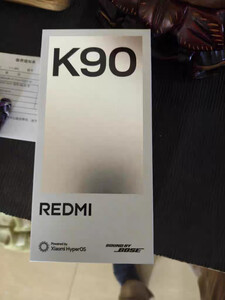 K90
REDMI
Powered by
Xiaomi HyperOS
SOUND BY
BOSE